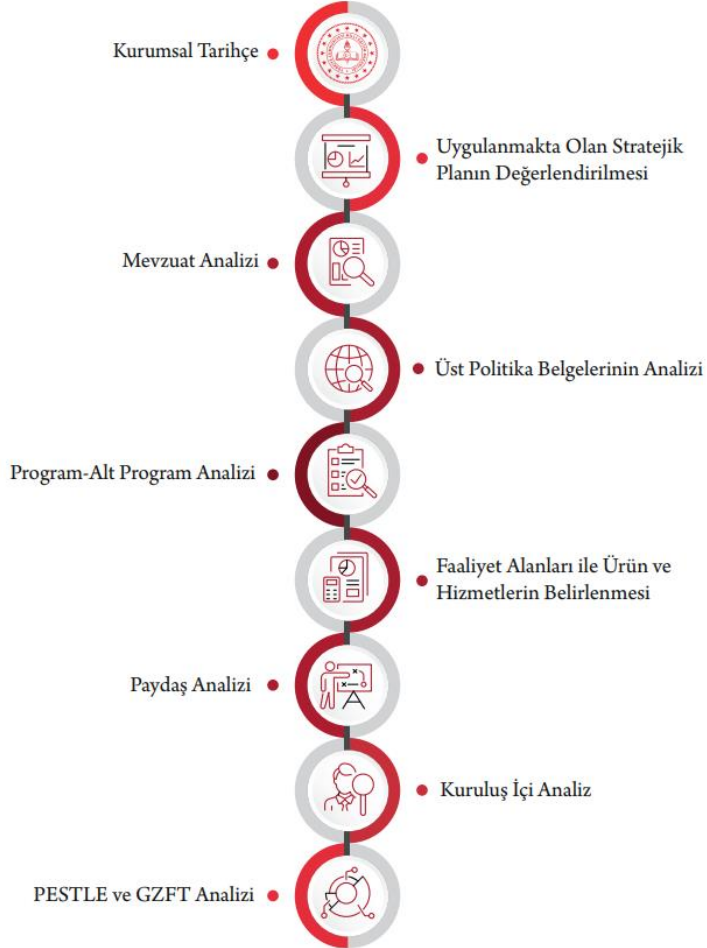 Kurumsal Tarihçe
Uygulanmakta Olan Stratejik
Planın Değerlendirilmesi
Mevzuat Analizi
Üst Politika Belgelerinin Analizi
Program-Alt Program Analizi
Faaliyet Alanları ile Ürün ve
Hizmetlerin Belirlenmesi
Paydaş Analizi
Kuruluş İçi Analiz
PESTLE ve GZFT Analizi